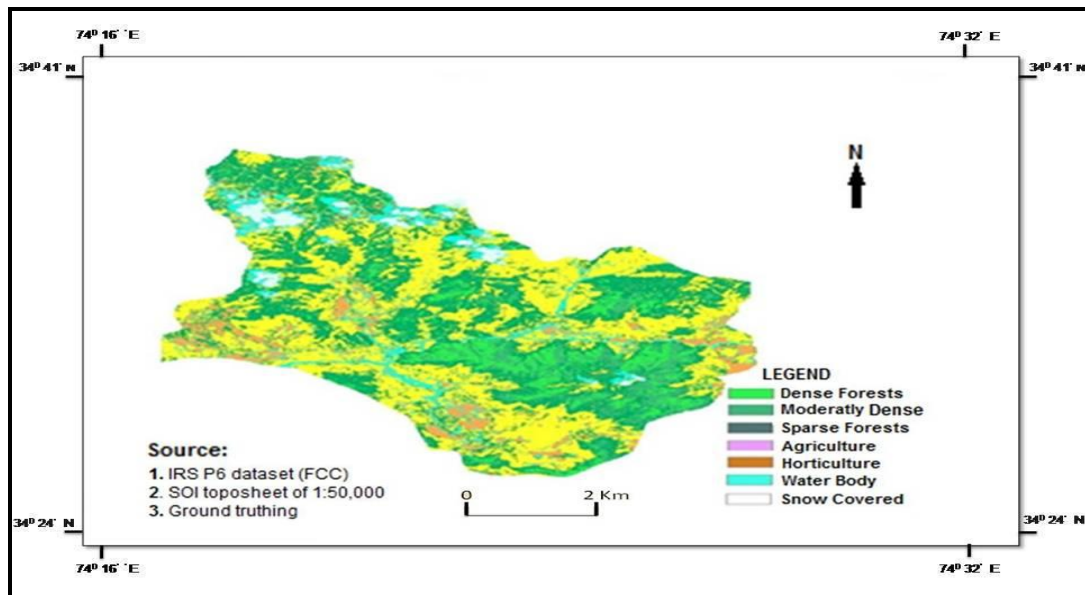 74⁰ 16' 'E
74⁰ 32' E
34⁰ 41' N
34⁰ 41' N
N
LEGEND
Dense Forests
Moderatly Dense
Sparse Forests
Agriculture
Horticulture
Water Body
Snow Covered
Source:
1. IRS P6 dataset (FCC)
2. SOI toposheet of 1:50,000
3. Ground truthing
0 2 Km
34⁰ 24' N
34⁰ 24' N
74⁰ 16' E
74⁰ 32' E